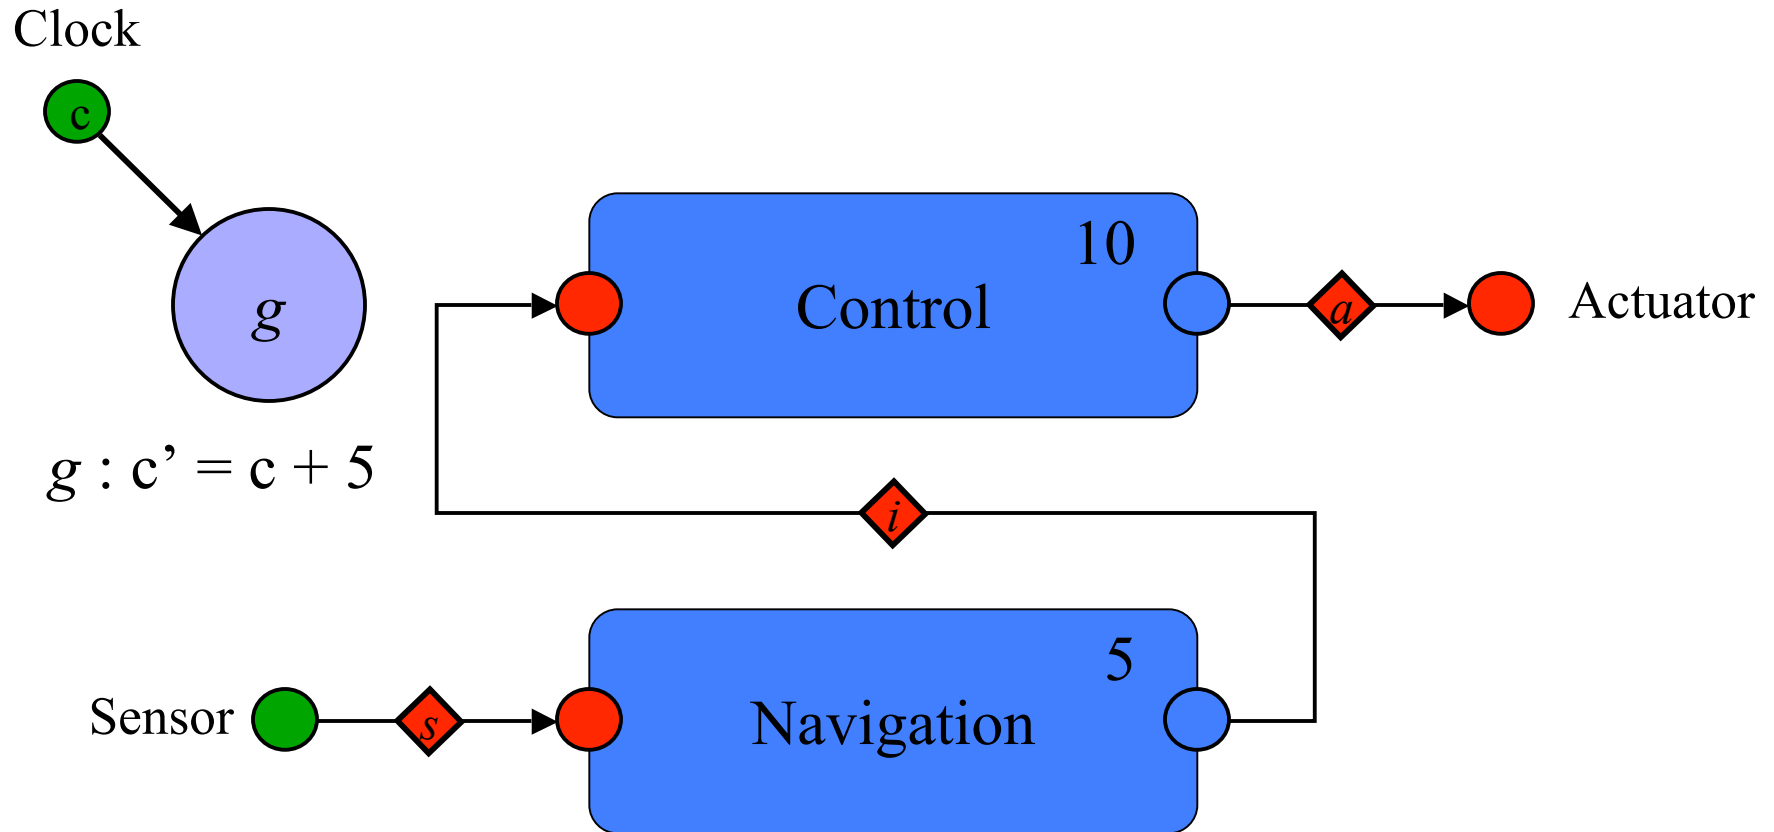 Clock
c
g
g : c’ = c + 5
10
Control
a
Actuator
i
5
Sensor
s
Navigation